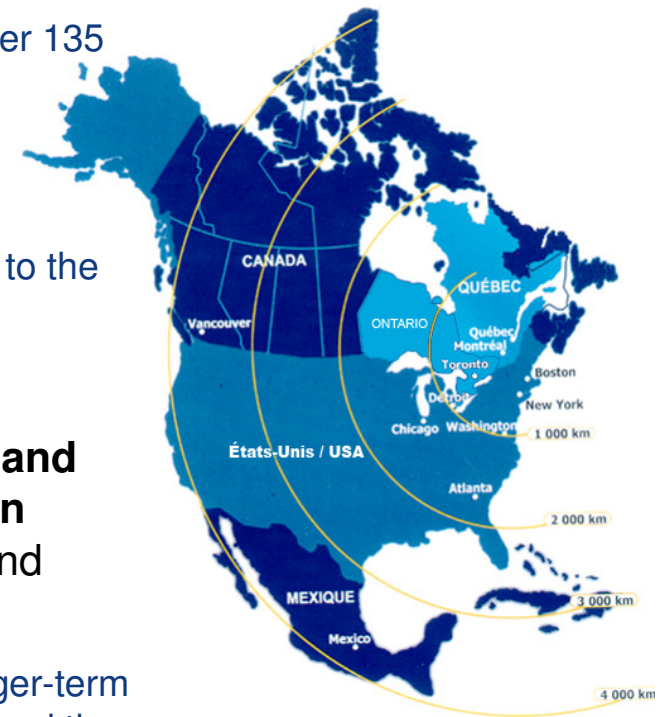 er 135
to the
and
n
nd
ger-term
CANADA
QUÉBEC
ONTARIO
Vancouver
Québec
Montréal
Toronto
Boston
Détroit
New York
Chicago Washington
1 000 km
États-Unis / USA
Atlanta
2 000 km
MEXIQUE
3 000 km
Mexico
4 000 km